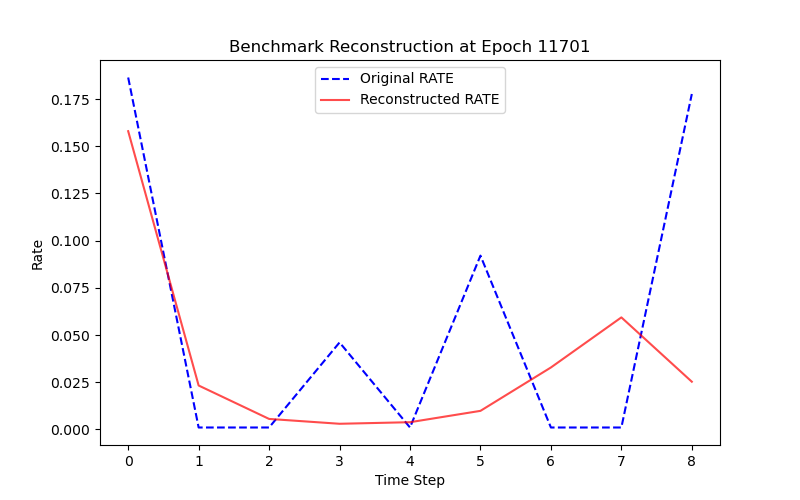 Benchmark Reconstruction at Epoch 11701
Original RATE
Reconstructed RATE
0.175
0.150
0.125
0.100
0.075
0.050
0.025
0.000
Rate
0 1 2 3 4 5 6 7 8
Time Step